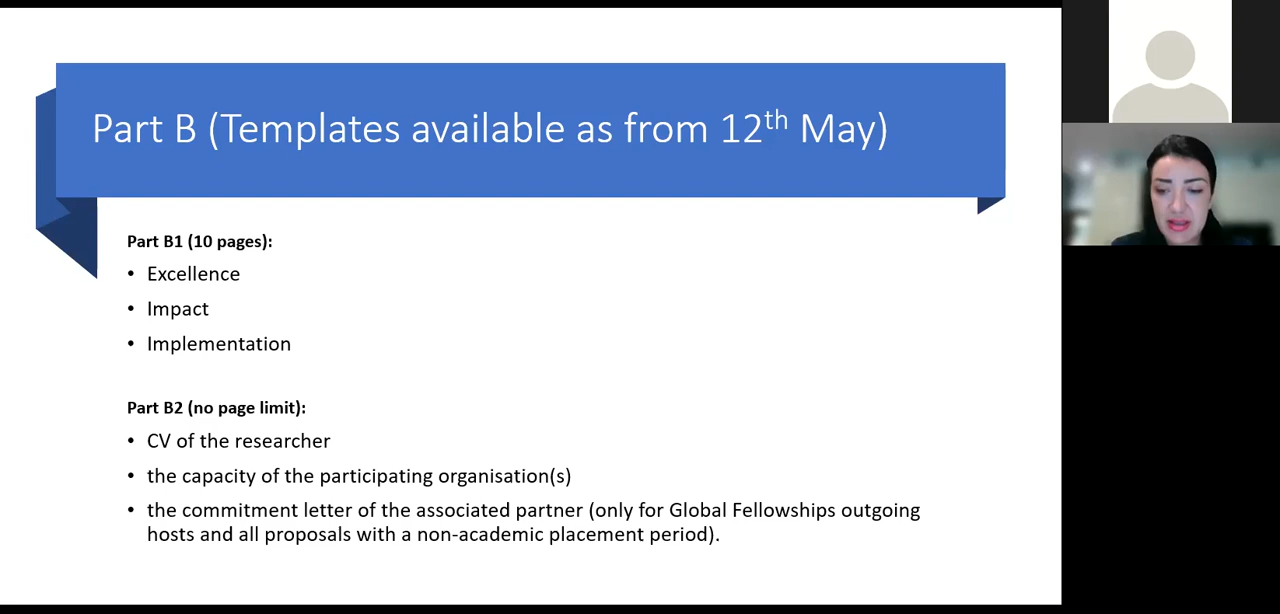 Part B (Templates available as from 12th May)
Part B1 (10 pages):
• Excellence
• Impact
• Implementation
Part B2 (no page limit):
• CV of the researcher
• the capacity of the participating organisation(s)
• the commitment letter of the associated partner (only for Global Fellowships outgoing
hosts and all proposals with a non-academic placement period).